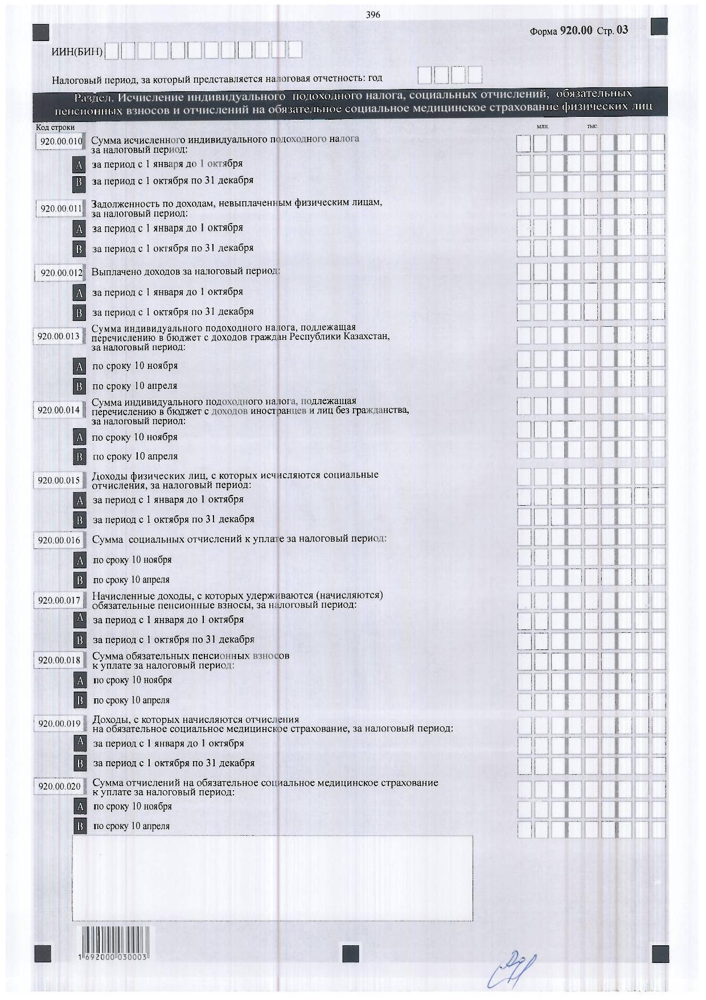 396
Форма 920.00 Стр. 03
ИИН(БИН)
Налоговый период, за который представляется налоговая отчетность: год
Раздел. Исчисление индивидуального подоходного налога, социальных отчислений, обязательных
пенсионных взносов и отчислений на обязательное социальное медицинское страхование физических лиц
Код строки млн. тыс.
920.00.010 Сумма исчисленного индивидуального подоходного налога
за налоговый период:
A за период с 1 января до 1 октября
B за период с 1 октября по 31 декабря
920.00.011 Задолженность по доходам, невыплаченным физическим лицам,
за налоговый период:
A за период с 1 января до 1 октября
B за период с 1 октября по 31 декабря
920.00.012 Выплачено доходов за налоговый период:
A за период с 1 января до 1 октября
B за период с 1 октября по 31 декабря
920.00.013 Сумма индивидуального подоходного налога, подлежащая
перечислению в бюджет с доходов граждан Республики Казахстан,
за налоговый период:
A по сроку 10 ноября
B по сроку 10 апреля
920.00.014 Сумма индивидуального подоходного налога, подлежащая
перечислению в бюджет с доходов иностранцев и лиц без гражданства,
за налоговый период:
A по сроку 10 ноября
B по сроку 10 апреля
920.00.015 Доходы физических лиц, с которых исчисляются социальные
отчисления, за налоговый период:
A за период с 1 января до 1 октября
B за период с 1 октября по 31 декабря
920.00.016 Сумма социальных отчислений к уплате за налоговый период:
A по сроку 10 ноября
B по сроку 10 апреля
920.00.017 Начисленные доходы, с которых удерживаются (начисляются)
обязательные пенсионные взносы, за налоговый период:
A за период с 1 января до 1 октября
B за период с 1 октября по 31 декабря
920.00.018 Сумма обязательных пенсионных взносов
к уплате за налоговый период:
A по сроку 10 ноября
B по сроку 10 апреля
920.00.019 Доходы, с которых начисляются отчисления
на обязательное социальное медицинское страхование, за налоговый период:
A за период с 1 января до 1 октября
B за период с 1 октября по 31 декабря
920.00.020 Сумма отчислений на обязательное социальное медицинское страхование
к уплате за налоговый период:
A по сроку 10 ноября
B по сроку 10 апреля
1 692000 030003